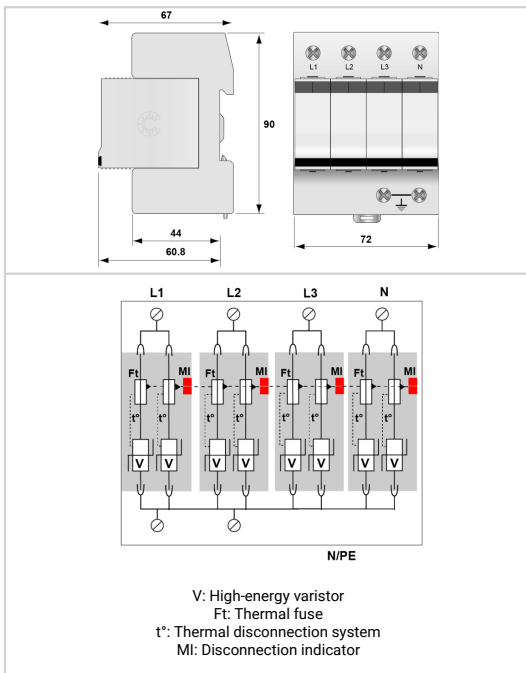 67
L1 L2 L3 N
90
44
60.8
72
L1 L2 L3 N
Ft MI Ft MI Ft MI Ft MI
t° t° t° t° t° t° t° t°
V V V V V V V V
N/PE
V: High-energy varistor
Ft: Thermal fuse
t°: Thermal disconnection system
MI: Disconnection indicator